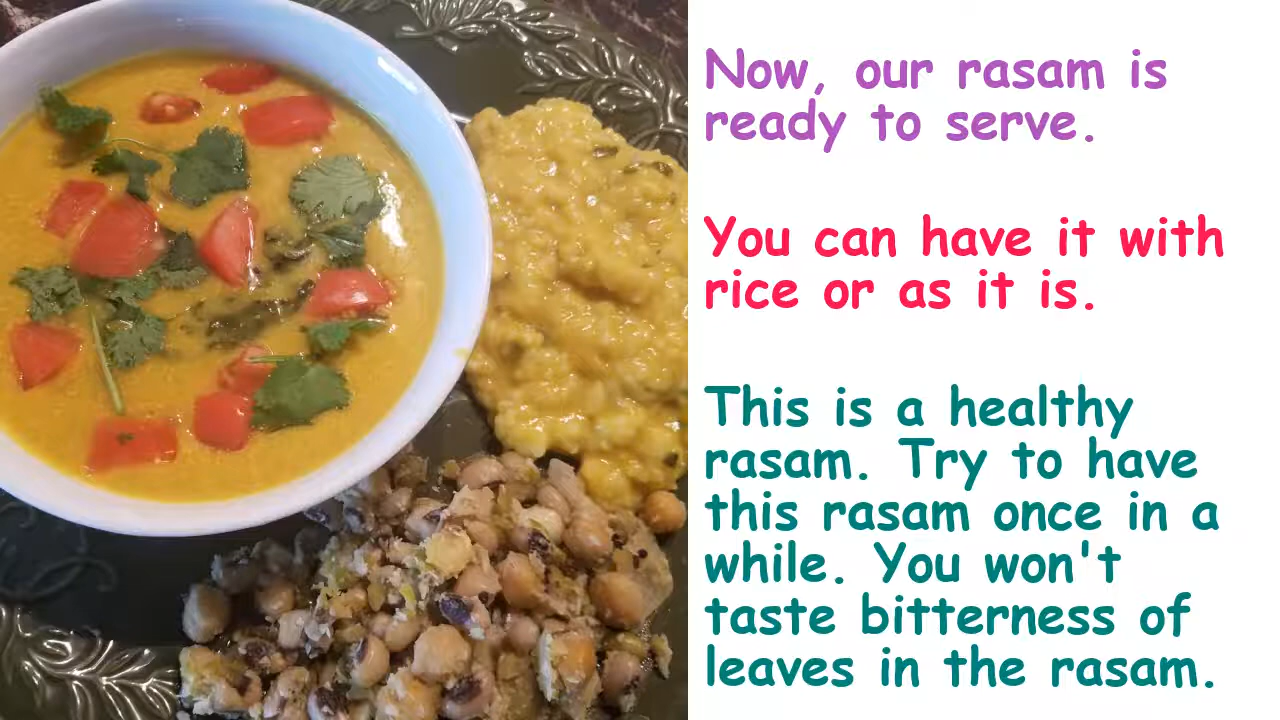 Now, our rasam is
ready to serve.
You can have it with
rice or as it is.
This is a healthy
rasam. Try to have
this rasam once in a
while. You won't
taste bitterness of
leaves in the rasam.